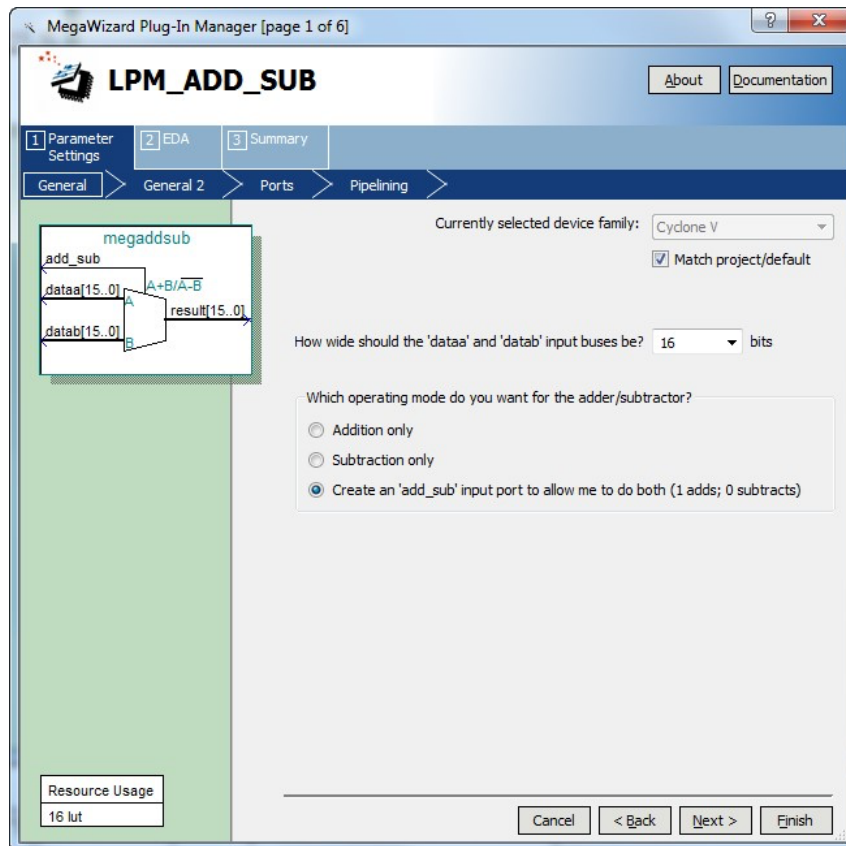 MegaWizard Plug-In Manager [page 1 of 6]
LPM_ADD_SUB
About
Documentation
1 Parameter Settings
2 EDA
3 Summary
General
General 2
Ports
Pipelining
megaddsub
add_sub
A+B/A-B
dataa[15..0]
A
result[15..0]
datab[15..0]
B
Currently selected device family:
Cyclone V
Match project/default
How wide should the 'dataa' and 'datab' input buses be?
16
bits
Which operating mode do you want for the adder/subtractor?
Addition only
Subtraction only
Create an 'add_sub' input port to allow me to do both (1 adds; 0 subtracts)
Resource Usage
16 lut
Cancel
< Back
Next >
Finish